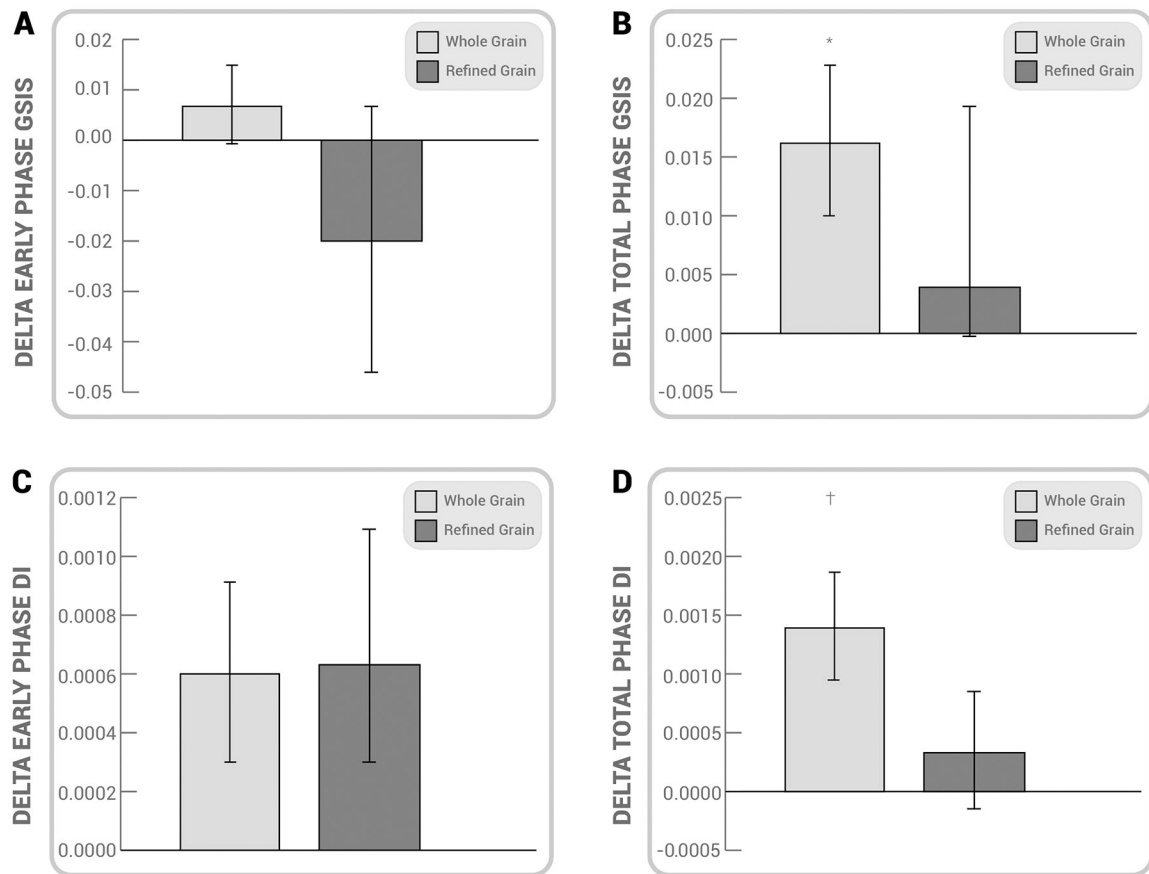 A
DELTA EARLY PHASE GSIS
0.02
0.01
0.00
-0.01
-0.02
-0.03
-0.04
-0.05
Whole Grain
Refined Grain
B
DELTA TOTAL PHASE GSIS
0.025
0.020
0.015
0.010
0.005
0.000
-0.005
*
Whole Grain
Refined Grain
C
DELTA EARLY PHASE DI
0.0012
0.0010
0.0008
0.0006
0.0004
0.0002
0.0000
Whole Grain
Refined Grain
D
DELTA TOTAL PHASE DI
0.0025
0.0020
0.0015
0.0010
0.0005
0.0000
-0.0005
†
Whole Grain
Refined Grain